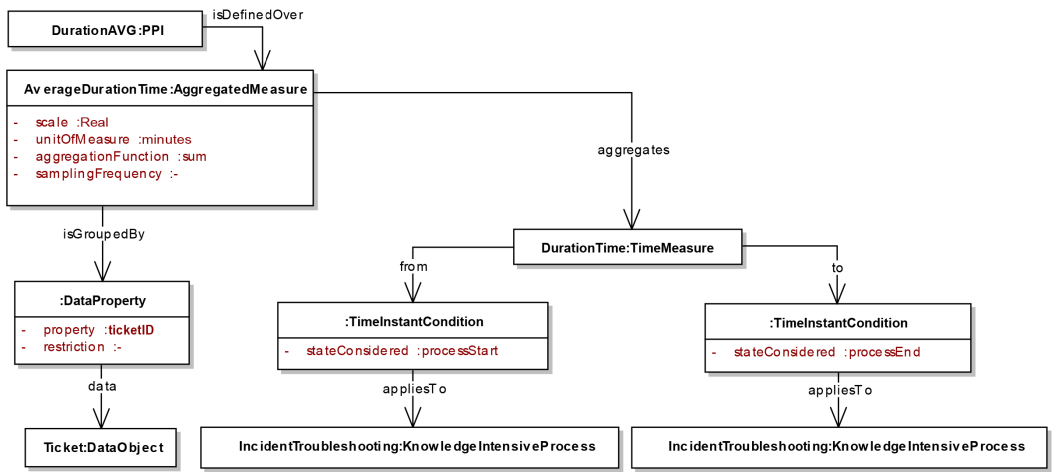 isDefinedOver
DurationAVG:PPI
AverageDurationTime:AggregatedMeasure
- scale :Real
- unitOfMeasure :minutes
- aggregationFunction :sum
- samplingFrequency :-
aggregates
isGroupedBy
DurationTime:TimeMeasure
from
to
:DataProperty
- property :ticketID
- restriction :-
:TimeInstantCondition
- stateConsidered :processStart
:TimeInstantCondition
- stateConsidered :processEnd
data
appliesTo
appliesTo
Ticket:DataObject
IncidentTroubleshooting:KnowledgeIntensiveProcess
IncidentTroubleshooting:KnowledgeIntensiveProcess